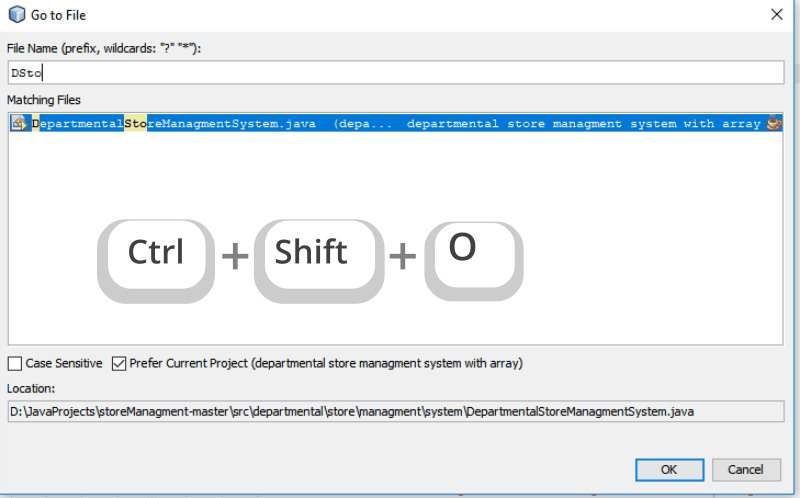 Go to File
File Name (prefix, wildcards: "?" "*"):
DSto
Matching Files
DepartmentalStoreManagmentSystem.java (depa... departmental store managment system with array
Ctrl + Shift + O
Case Sensitive Prefer Current Project (departmental store managment system with array)
Location:
D:\JavaProjects\storeManagment-master\src\departmental\store\managment\system\DepartmentalStoreManagmentSystem.java
OK Cancel